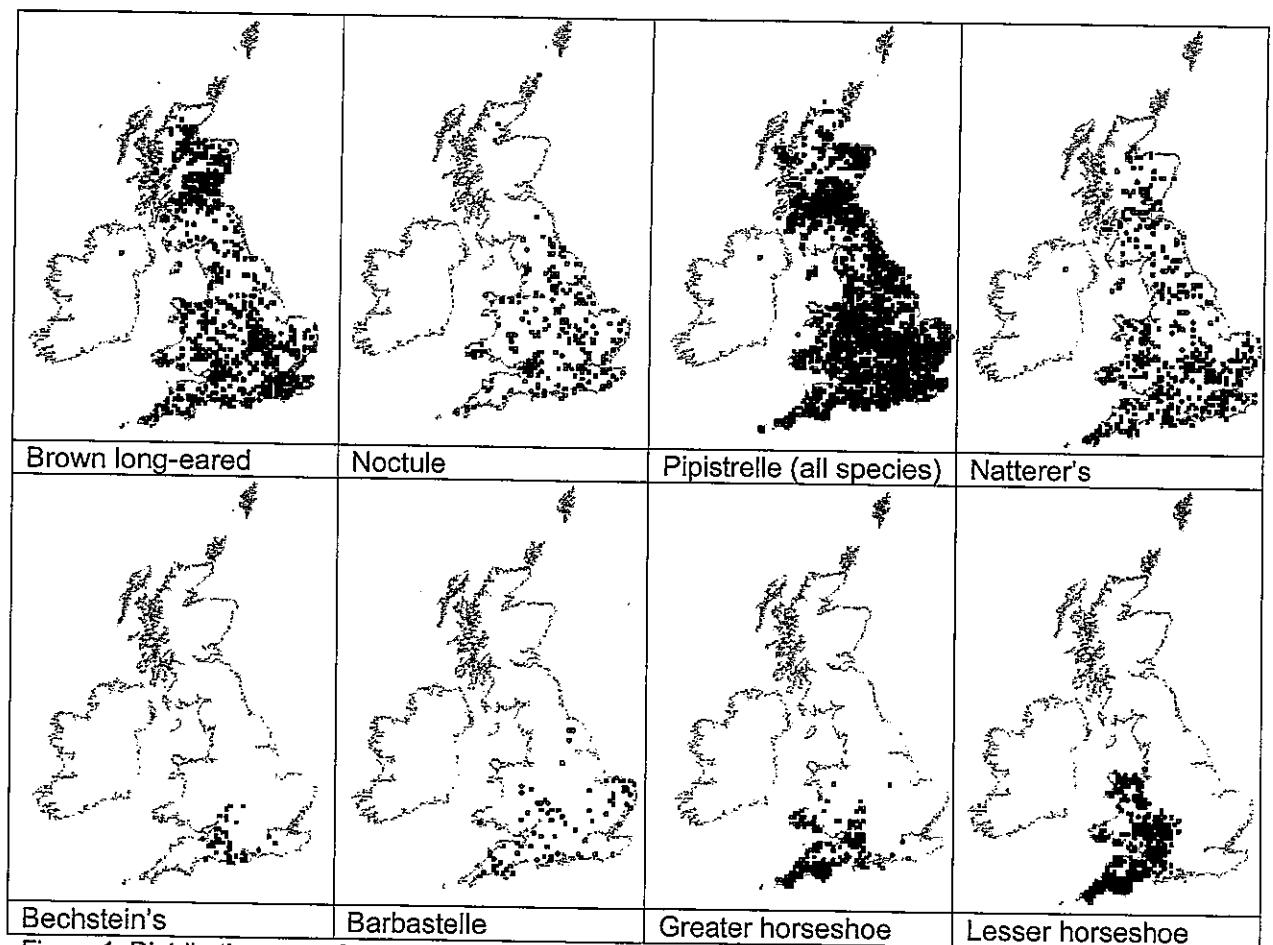 Brown long-eared
Noctule
Pipistrelle (all species)
Natterer's
Bechstein's
Barbastelle
Greater horseshoe
Lesser horseshoe